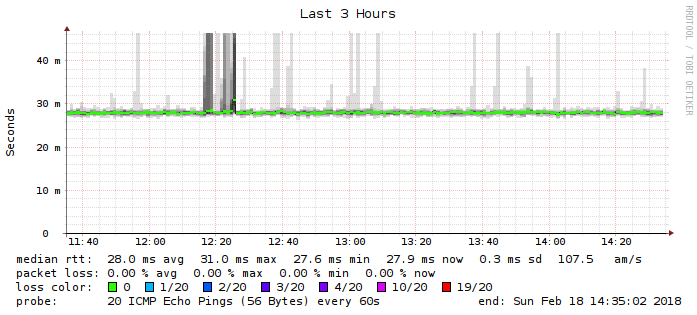 Last 3 Hours
RRDTOOL / TOBI OETIKER
Seconds
40 m
30 m
20 m
10 m
0
11:40 12:00 12:20 12:40 13:00 13:20 13:40 14:00 14:20
median rtt: 28.0 ms avg 31.0 ms max 27.6 ms min 27.9 ms now 0.3 ms sd 107.5 am/s
packet loss: 0.00 % avg 0.00 % max 0.00 % min 0.00 % now
loss color: 0 1/20 2/20 3/20 4/20 10/20 19/20
probe: 20 ICMP Echo Pings (56 Bytes) every 60s end: Sun Feb 18 14:35:02 2018